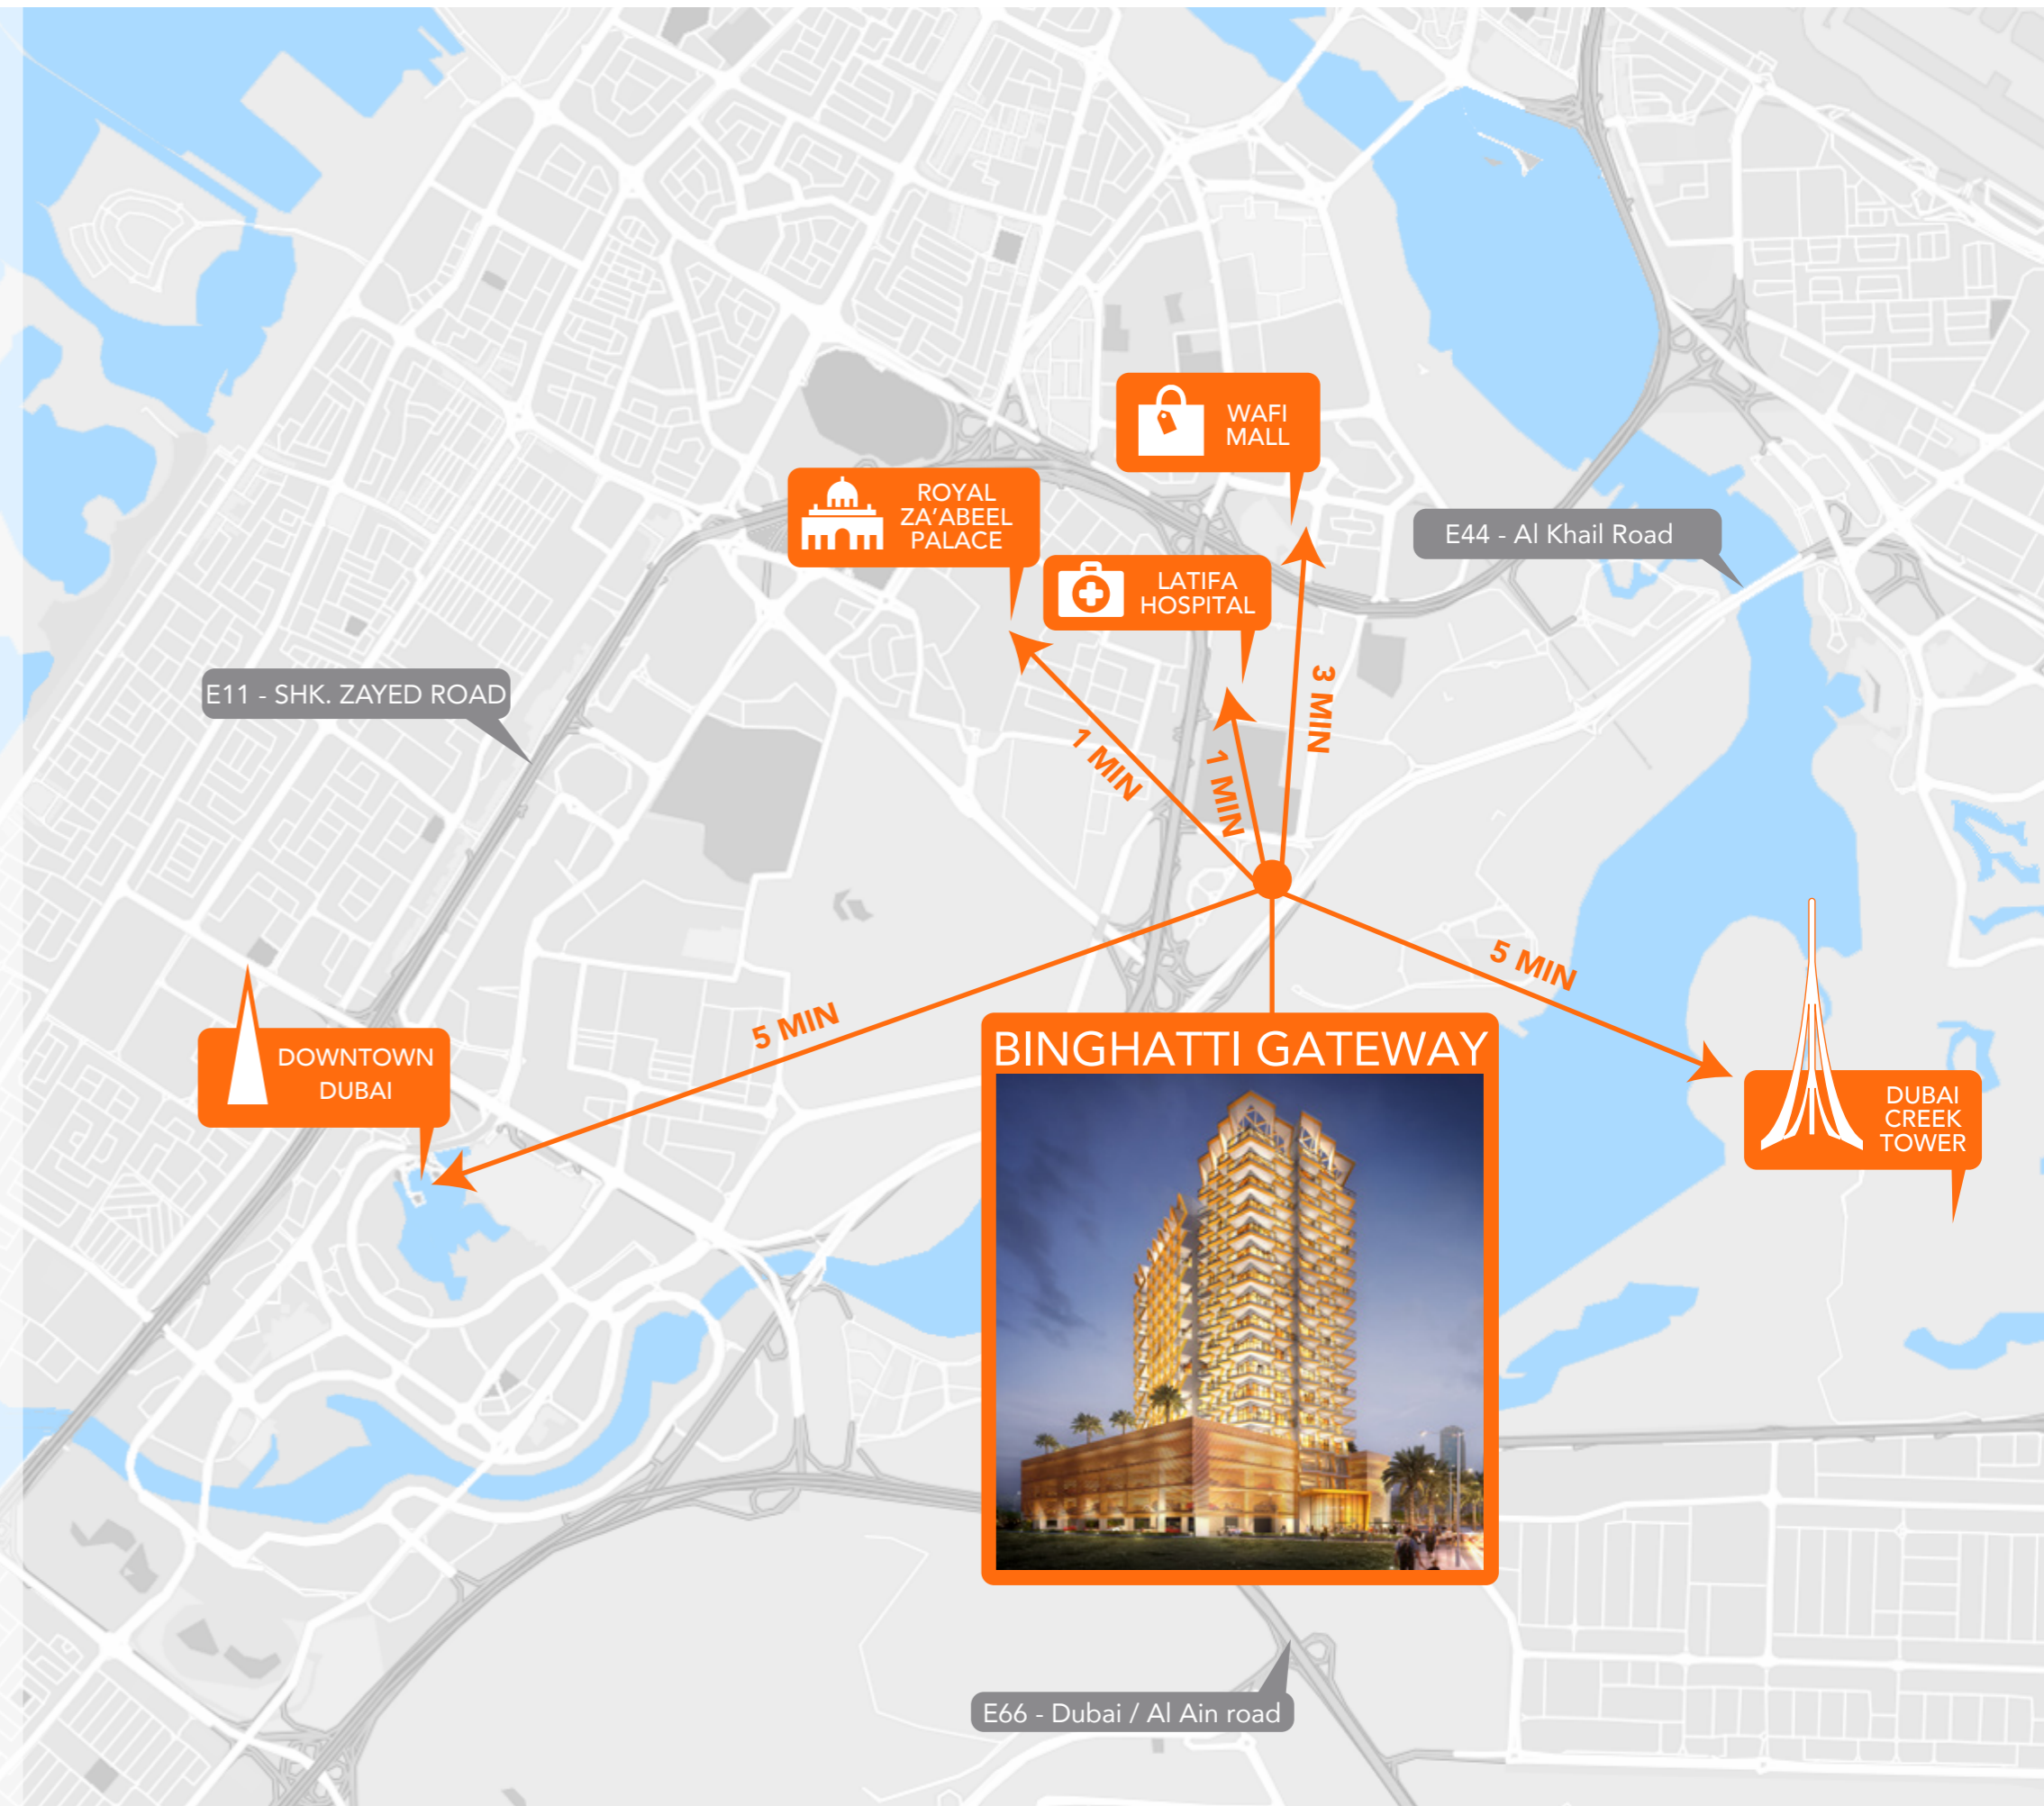 WAFI
MALL
ROYAL
ZA'ABEEL
PALACE
E44 - Al Khail Road
LATIFA
HOSPITAL
E11 - SHK. ZAYED ROAD
3 MIN
1 MIN
1 MIN
5 MIN
5 MIN
DOWNTOWN
DUBAI
BINGHATTI GATEWAY
DUBAI
CREEK
TOWER
E66 - Dubai / Al Ain road